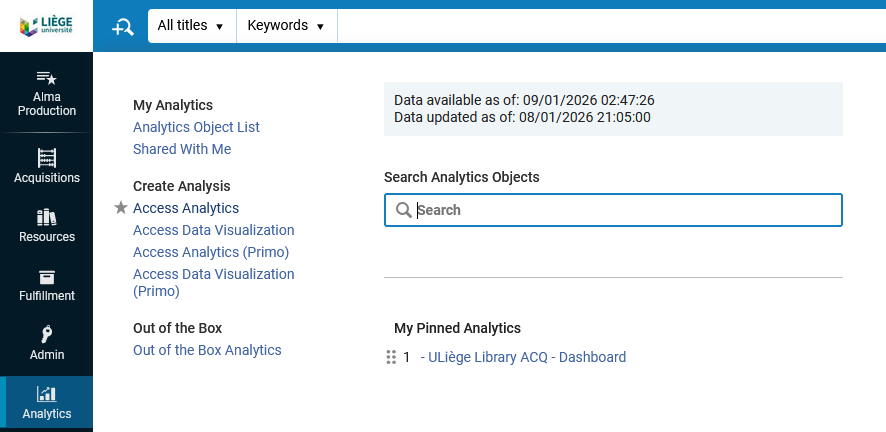 LIÈGE
université
All titles
Keywords
Alma
Production
Acquisitions
Resources
Fulfillment
Admin
Analytics
My Analytics
Analytics Object List
Shared With Me
Create Analysis
Access Analytics
Access Data Visualization
Access Analytics (Primo)
Access Data Visualization
(Primo)
Out of the Box
Out of the Box Analytics
Data available as of: 09/01/2026 02:47:26
Data updated as of: 08/01/2026 21:05:00
Search Analytics Objects
Search
My Pinned Analytics
1 - ULiège Library ACQ - Dashboard